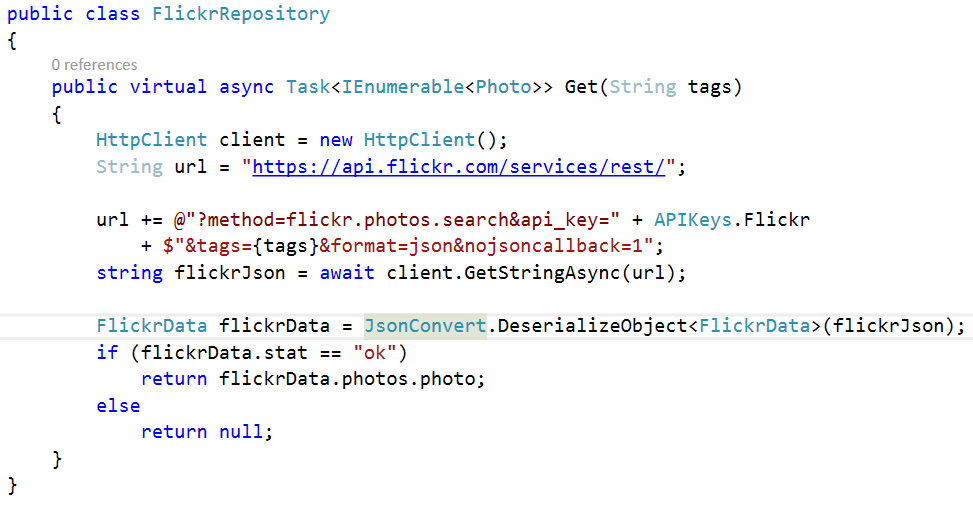 public class FlickrRepository
{
0 references
public virtual async Task<IEnumerable<Photo>> Get(String tags)
{
HttpClient client = new HttpClient();
String url = "https://api.flickr.com/services/rest/";
url += @"?method=flickr.photos.search&api_key=" + APIKeys.Flickr
+ $"&tags={tags}&format=json&nojsoncallback=1";
string flickrJson = await client.GetStringAsync(url);
FlickrData flickrData = JsonConvert.DeserializeObject<FlickrData>(flickrJson);
if (flickrData.stat == "ok")
return flickrData.photos.photo;
else
return null;
}
}